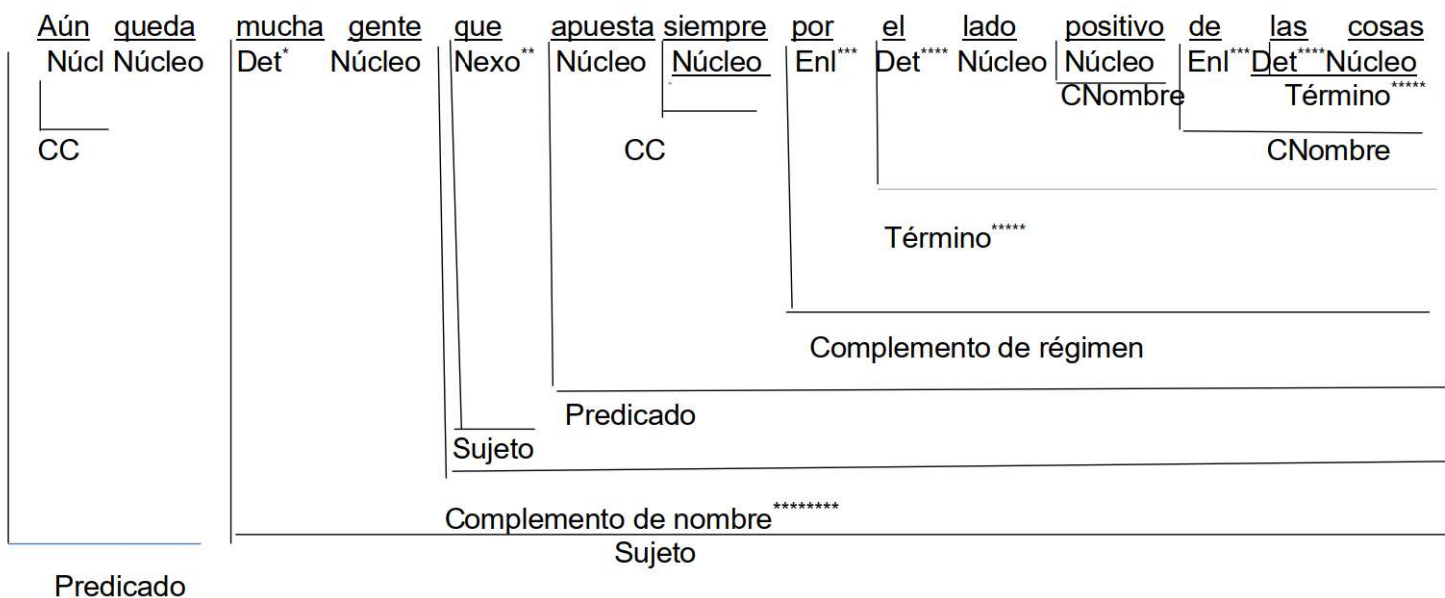 Aún queda mucha gente que apuesta siempre por el lado positivo de las cosas
Núcl Núcleo Det* Núcleo Nexo** Núcleo Núcleo Enl*** Det**** Núcleo Núcleo Enl*** Det**** Núcleo
CNombre Término*****
CC CC CNombre
Término*****
Complemento de régimen
Predicado
Sujeto
Complemento de nombre********
Sujeto
Predicado